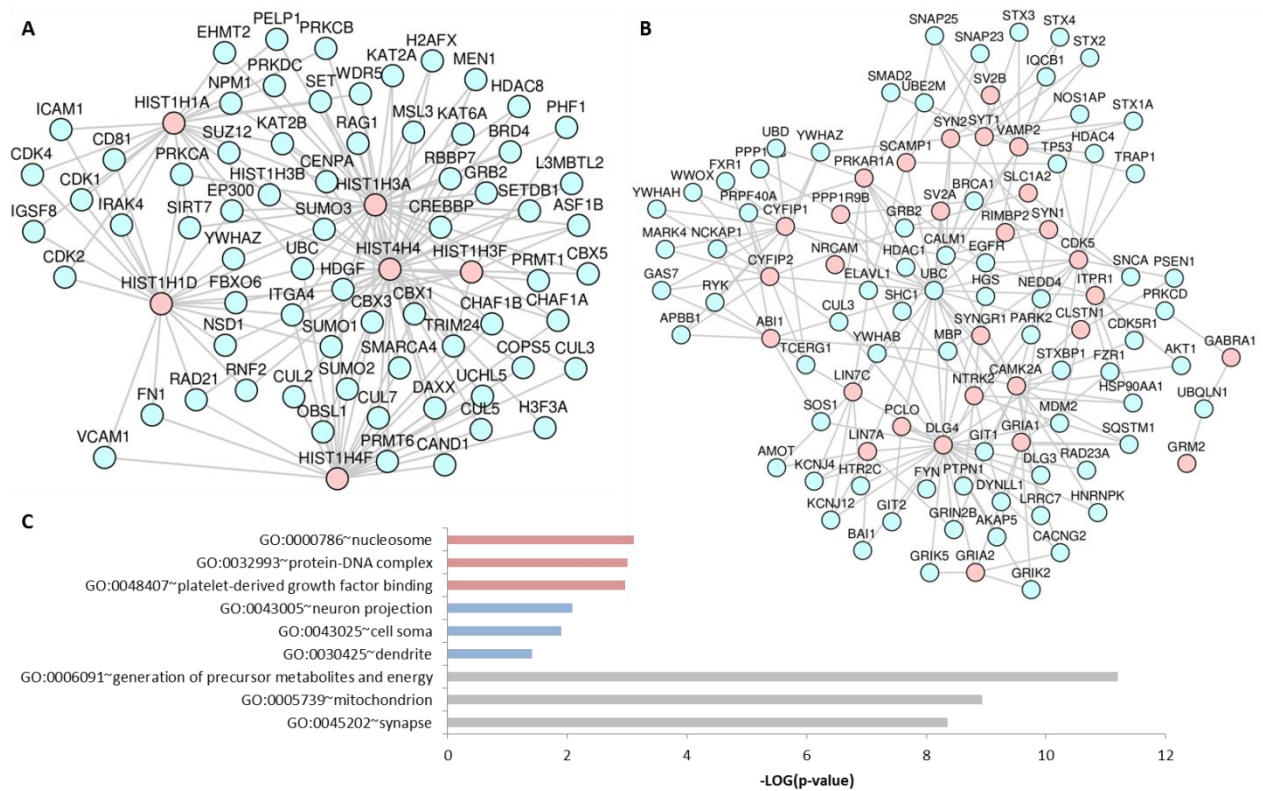 A
PELP1
EHMT2
PRKCB
H2AFX
KAT2A
PRKDC
MEN1
SET
WDR5
NPM1
HDAC8
HIST1H1A
ICAM1
MSL3
KAT6A
PHF1
SUZ12
KAT2B
RAG1
BRD4
CD81
PRKCA
CENPA
RBBP7
L3MBTL2
CDK4
HIST1H3B
HIST1H3A
GRB2
CDK1
EP300
SETDB1
IGSF8
IRAK4
SIRT7
SUMO3
CREBBP
ASF1B
YWHAZ
UBC
HIST4H4
HIST1H3F
CDK2
HIST1H1D
FBXO6
HDGF
PRMT1
CBX5
ITGA4
CBX3
CBX1
CHAF1B
CHAF1A
NSD1
SUMO1
TRIM24
SMARCA4
COPS5
CUL3
RNF2
SUMO2
RAD21
CUL2
UCHL5
FN1
DAXX
CUL7
OBSL1
CUL5
H3F3A
VCAM1
PRMT6
CAND1
HIST1H4F
B
SNAP25
STX3
STX4
SNAP23
STX2
SV2B
IQCB1
SMAD2
UBE2M
NOS1AP
STX1A
SYN2
SYT1
VAMP2
UBD
YWHAZ
HDAC4
SCAMP1
TP53
PPP1
FXR1
PRKAR1A
TRAP1
WWOX
SLC1A2
YWHAH
PRPF40A
PPP1R9B
SV2A
BRCA1
CYFIP1
GRB2
RIMBP2
SYN1
MARK4
NCKAP1
NRCAM
HDAC1
CALM1
EGFR
CDK5
CYFIP2
SNCA
PSEN1
GAS7
ELAVL1
UBC
ITPR1
RYK
HGS
NEDD4
PRKCD
CUL3
SHC1
CLSTN1
APBB1
ABI1
SYNGR1
PARK2
CDK5R1
MBP
YWHAB
GABRA1
TCERG1
STXBP1
FZR1
AKT1
LIN7C
CAMK2A
NTRK2
HSP90AA1
UBQLN1
SOS1
PCLO
MDM2
DLG4
GRIA1
SQSTM1
LIN7A
GIT1
GRM2
AMOT
DLG3
RAD23A
KCNJ4
HTR2C
FYN
PTPN1
DYNLL1
KCNJ12
LRRC7
HNRNPK
GIT2
GRIN2B
AKAP5
BAI1
CACNG2
GRIK5
GRIA2
GRIK2
C
GO:0000786~nucleosome
GO:0032993~protein-DNA complex
GO:0048407~platelet-derived growth factor binding
GO:0043005~neuron projection
GO:0043025~cell soma
GO:0030425~dendrite
GO:0006091~generation of precursor metabolites and energy
GO:0005739~mitochondrion
GO:0045202~synapse
0 2 4 6 8 10 12
-LOG(p-value)